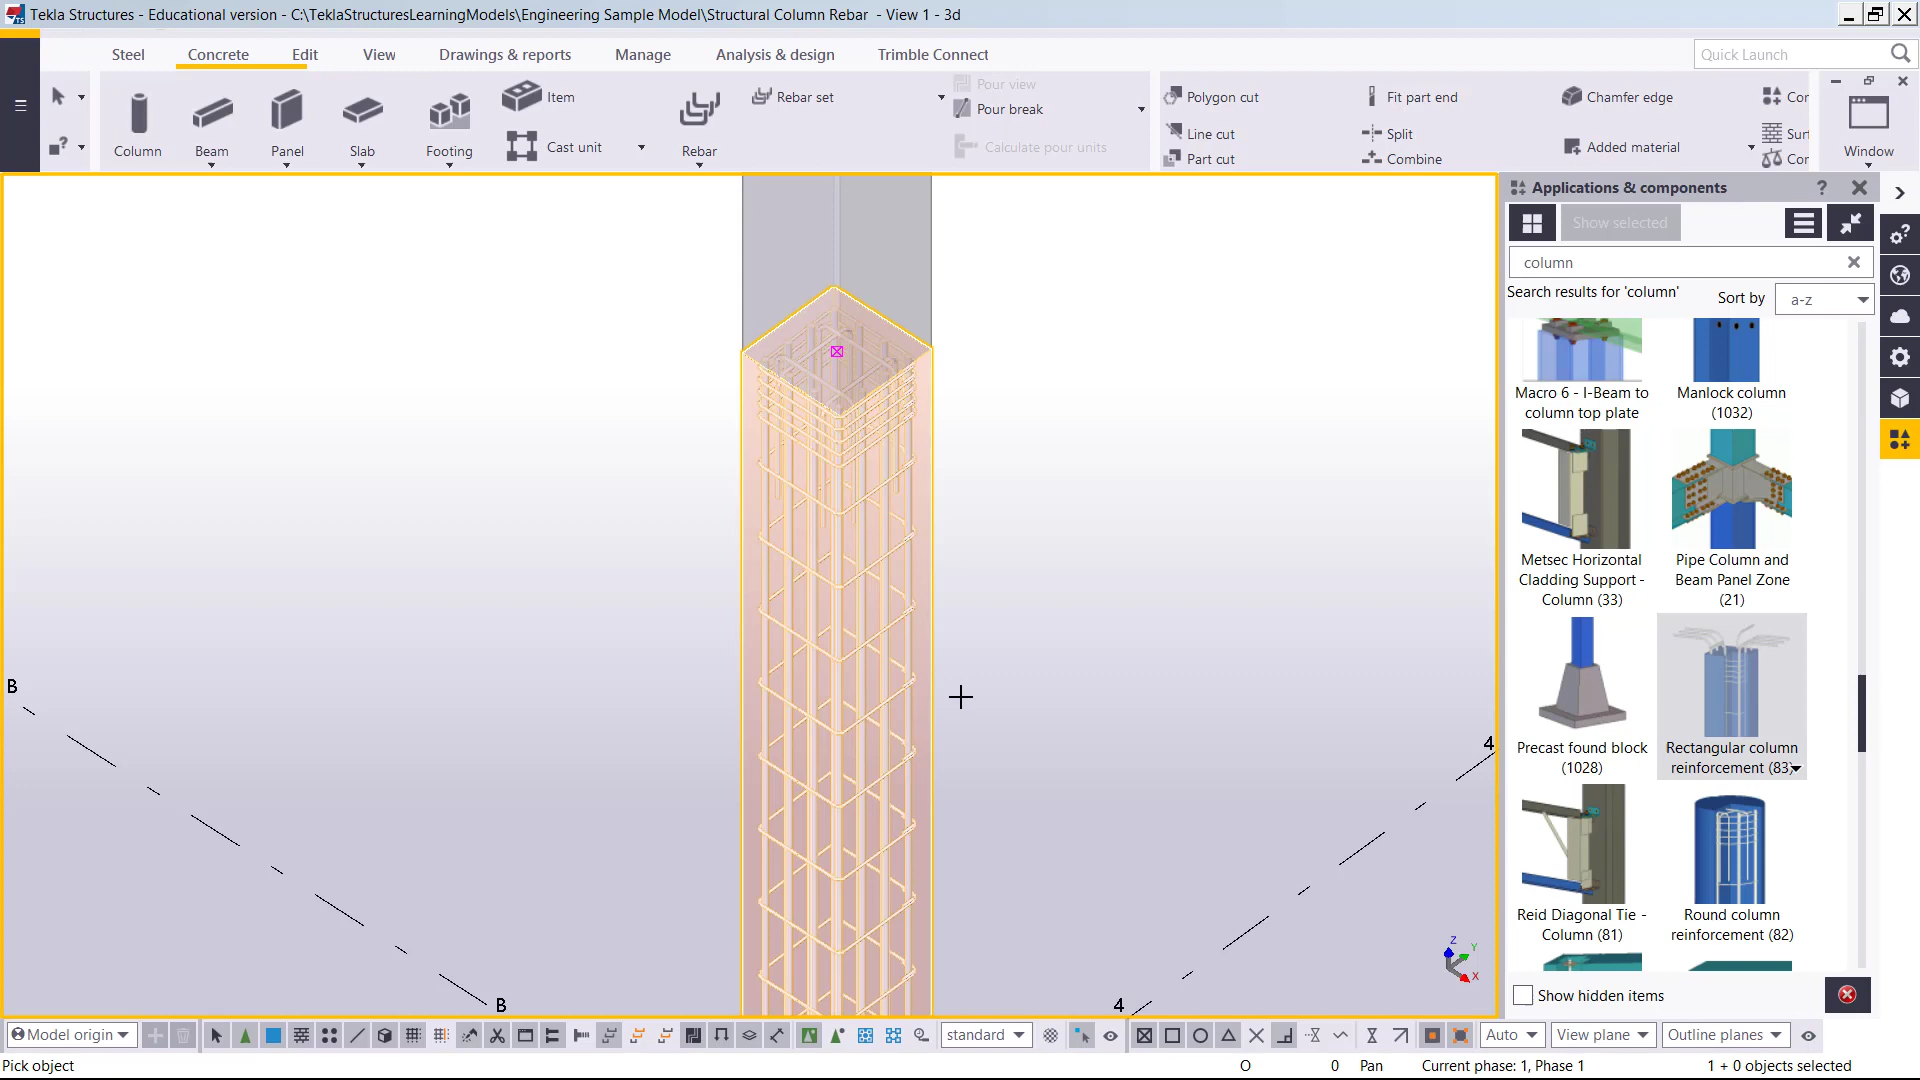 Tekla Structures - Educational version - C:\TeklaStructuresLearningModels\Engineering Sample Model\Structural Column Rebar - View 1 - 3d
Steel Concrete Edit View Drawings & reports Manage Analysis & design Trimble Connect
Quick Launch
Column
Beam
Panel
Slab
Footing
Item
Cast unit
Rebar
Rebar set
Pour view
Pour break
Calculate pour units
Polygon cut
Line cut
Part cut
Fit part end
Split
Combine
Chamfer edge
Added material
Cor
Surf
Cor
Window
Applications & components
Show selected
column
Search results for 'column'
Sort by
a-z
Macro 6 - I-Beam to
column top plate
Manlock column
(1032)
Metsec Horizontal
Cladding Support -
Column (33)
Pipe Column and
Beam Panel Zone
(21)
Precast found block
(1028)
Rectangular column
reinforcement (83)
Reid Diagonal Tie -
Column (81)
Round column
reinforcement (82)
Show hidden items
B
4
B
4
Z
Y
X
Model origin
standard
Auto
View plane
Outline planes
Pick object
O 0 Pan Current phase: 1, Phase 1 1 + 0 objects selected